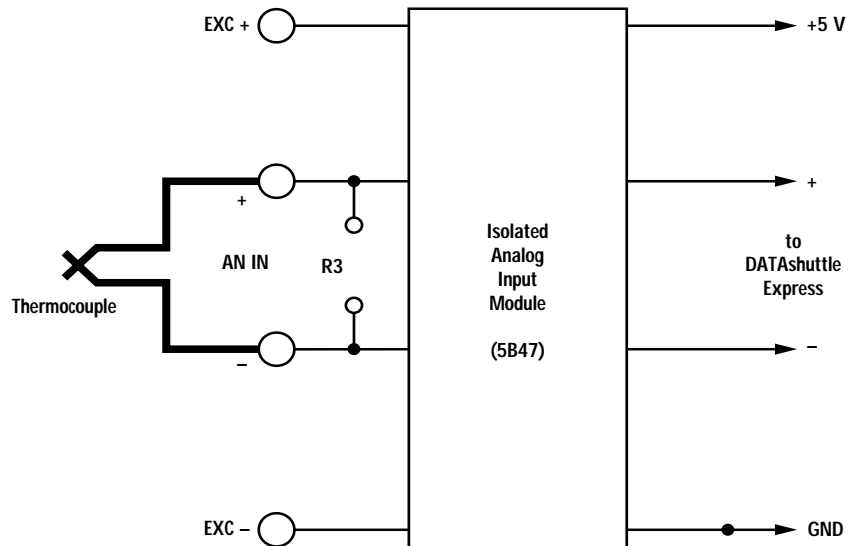 EXC +
+5 V
+
+
AN IN
R3
Thermocouple
Isolated
Analog
Input
Module
(5B47)
to
DATAshuttle
Express
–
–
EXC –
GND